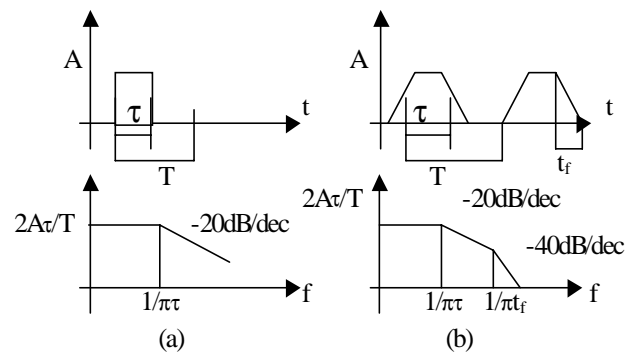 A
τ
t
T
2Aτ/T
-20dB/dec
1/πτ
f
(a)
A
τ
t
T
t_f
2Aτ/T
-20dB/dec
-40dB/dec
1/πτ
1/πt_f
f
(b)